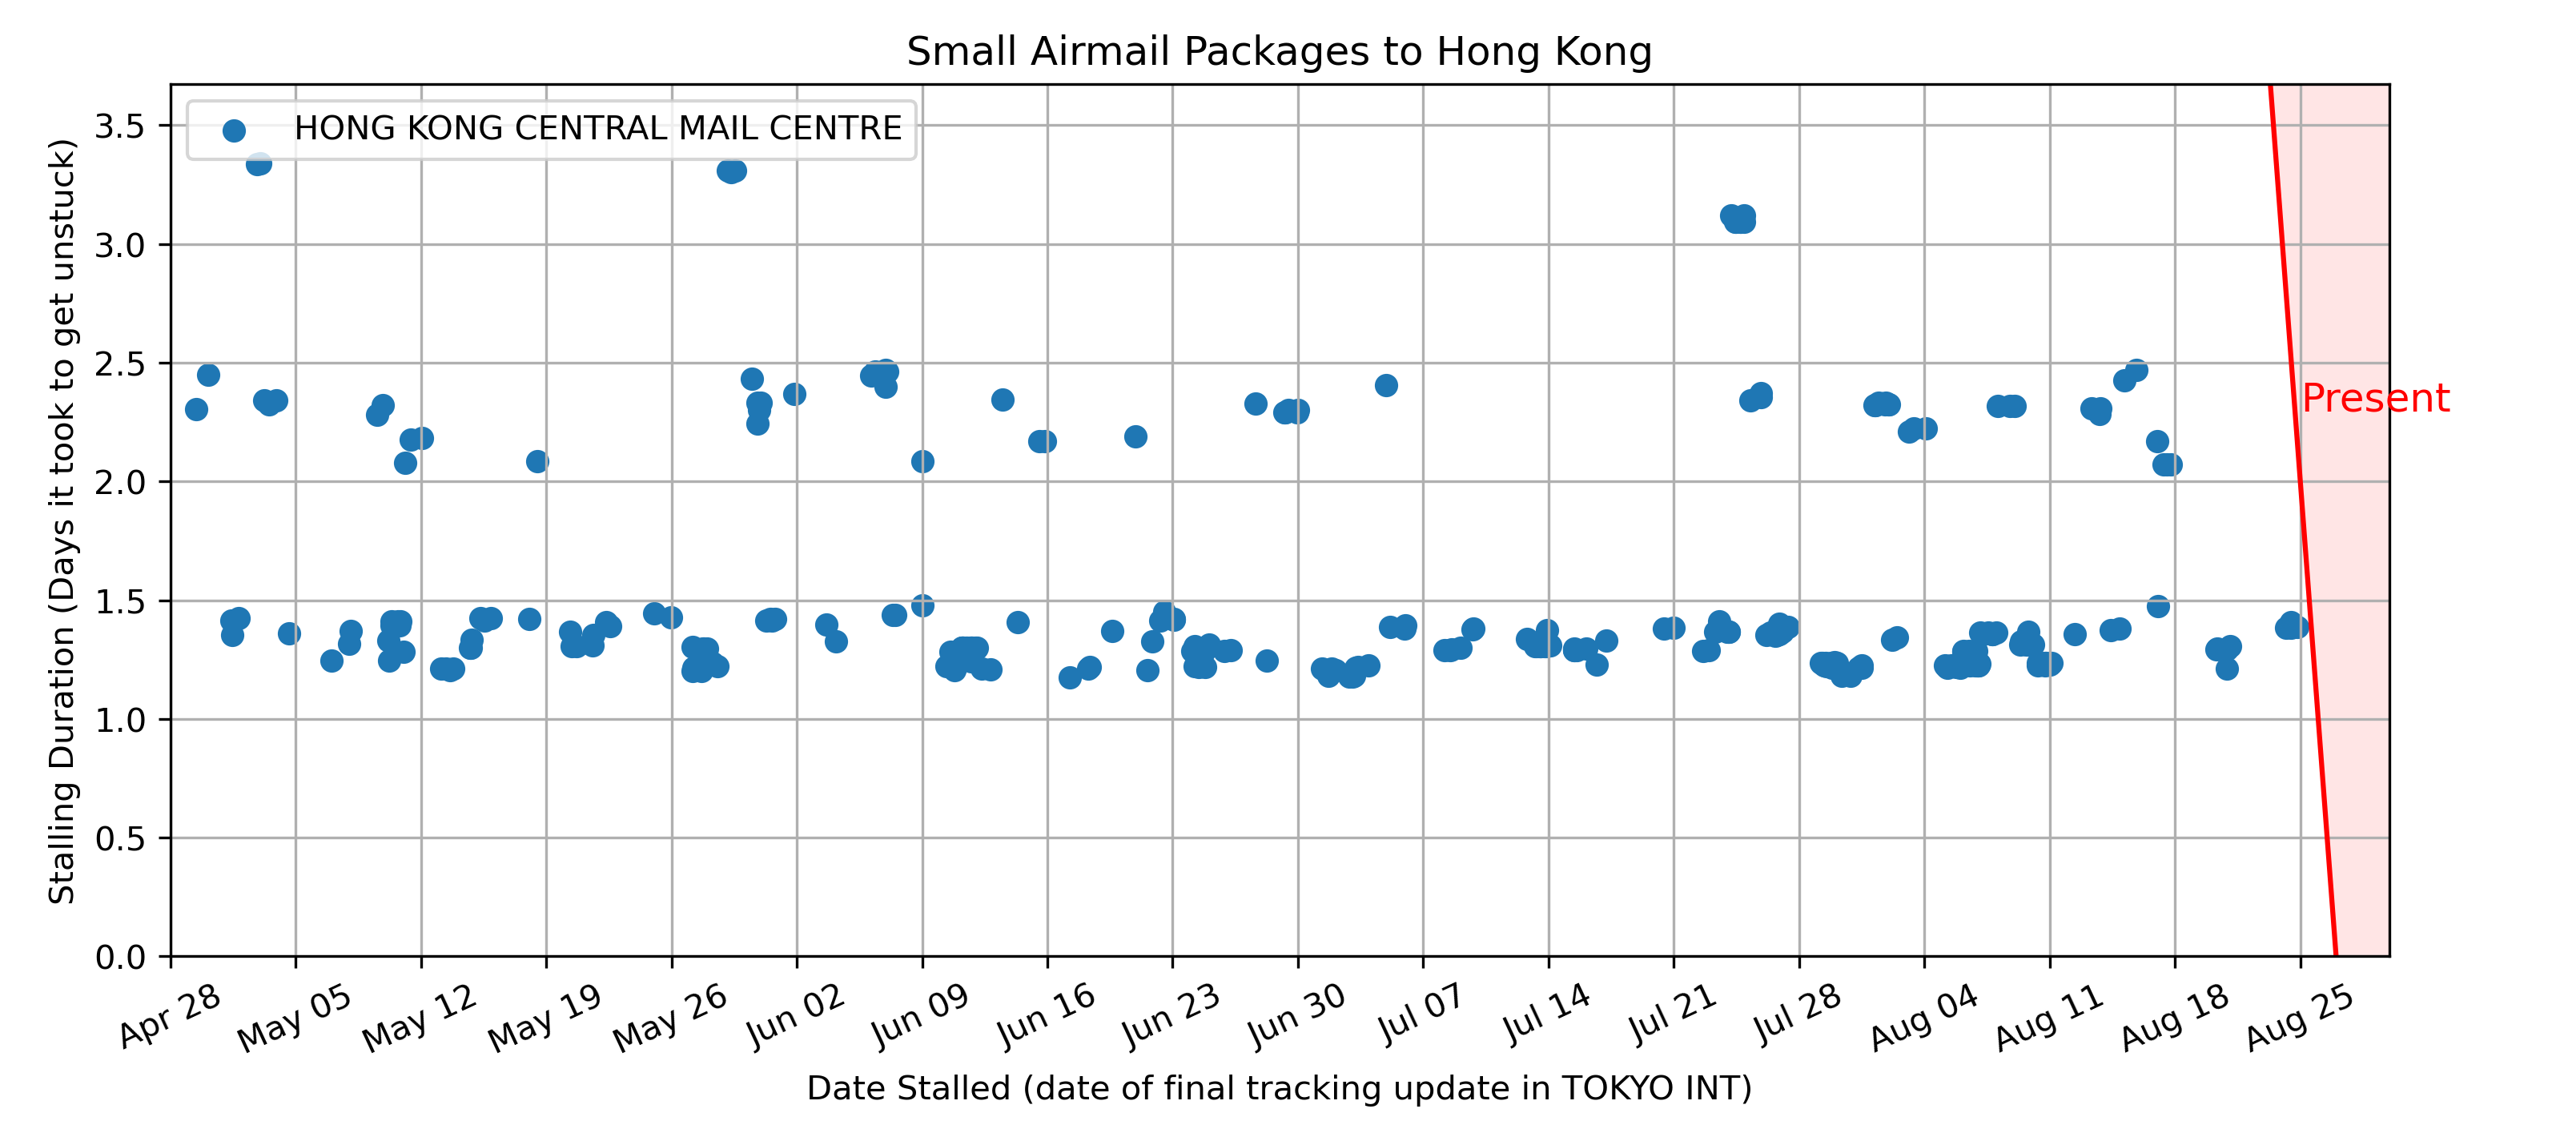 Small Airmail Packages to Hong Kong
HONG KONG CENTRAL MAIL CENTRE
Stalling Duration (Days it took to get unstuck)
3.5
3.0
2.5
2.0
1.5
1.0
0.5
0.0
Present
Apr 28
May 05
May 12
May 19
May 26
Jun 02
Jun 09
Jun 16
Jun 23
Jun 30
Jul 07
Jul 14
Jul 21
Jul 28
Aug 04
Aug 11
Aug 18
Aug 25
Date Stalled (date of final tracking update in TOKYO INT)